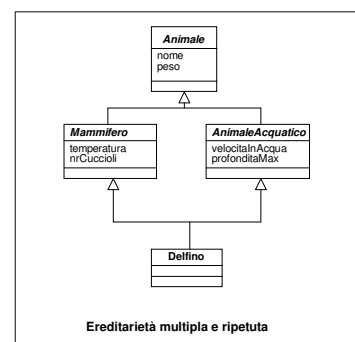 Animale
nome
peso
Mammifero
temperatura
nrCuccioli
AnimaleAcquatico
velocitaInAcqua
profonditaMax
Delfino
Ereditarietà multipla e ripetuta